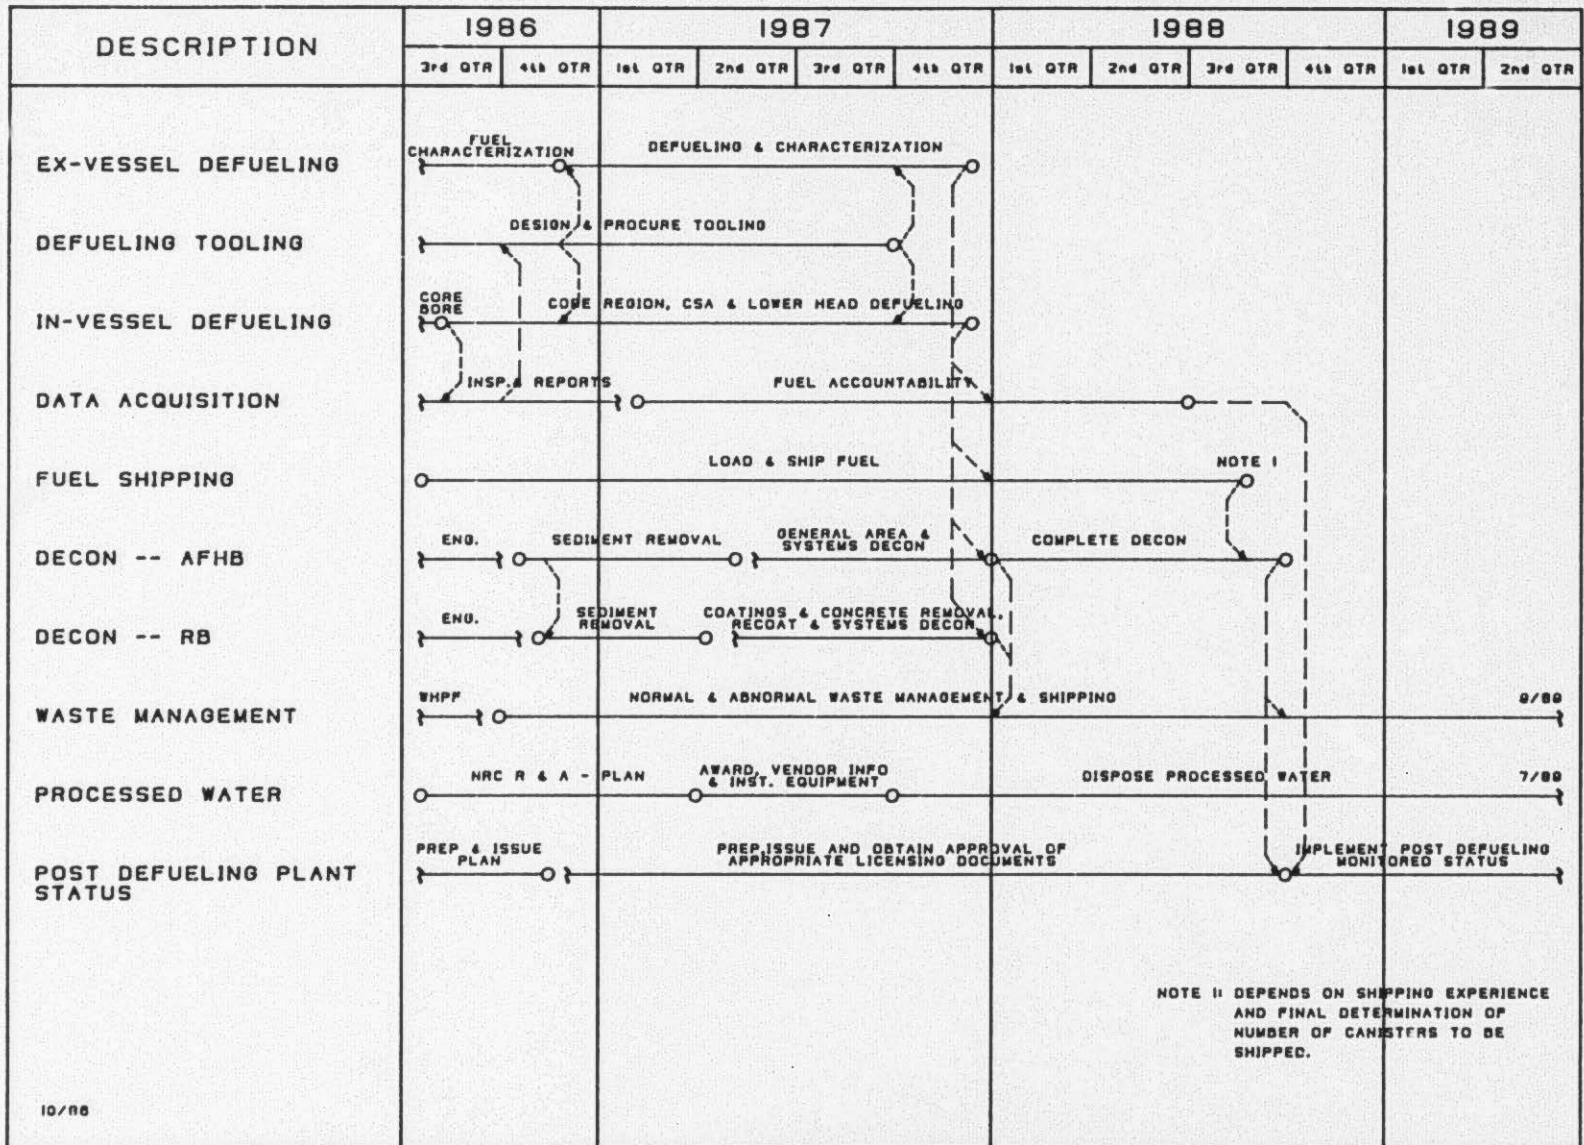 DESCRIPTION
1986
1987
1988
1989
3rd QTR
4th QTR
1st QTR
2nd QTR
3rd QTR
4th QTR
1st QTR
2nd QTR
3rd QTR
4th QTR
1st QTR
2nd QTR
EX-VESSEL DEFUELING
FUEL
CHARACTERIZATION
DEFUELING & CHARACTERIZATION
DEFUELING TOOLING
DESIGN & PROCURE TOOLING
IN-VESSEL DEFUELING
CORE
BORE
CORE REGION, CSA & LOWER HEAD DEFUELING
DATA ACQUISITION
INSP. & REPORTS
FUEL ACCOUNTABILITY
FUEL SHIPPING
LOAD & SHIP FUEL
NOTE 1
DECON -- AFHB
ENG.
SEDIMENT REMOVAL
GENERAL AREA &
SYSTEMS DECON
COMPLETE DECON
DECON -- RB
ENG.
SEDIMENT
REMOVAL
COATINGS & CONCRETE REMOVAL,
RECOAT & SYSTEMS DECON
WASTE MANAGEMENT
WHPF
NORMAL & ABNORMAL WASTE MANAGEMENT & SHIPPING
9/89
PROCESSED WATER
NRC R & A - PLAN
AWARD, VENDOR INFO
& INST. EQUIPMENT
DISPOSE PROCESSED WATER
7/89
POST DEFUELING PLANT
STATUS
PREP & ISSUE
PLAN
PREP, ISSUE AND OBTAIN APPROVAL OF
APPROPRIATE LICENSING DOCUMENTS
IMPLEMENT POST DEFUELING
MONITORED STATUS
NOTE 1: DEPENDS ON SHIPPING EXPERIENCE
AND FINAL DETERMINATION OF
NUMBER OF CANISTERS TO BE
SHIPPED.
10/86